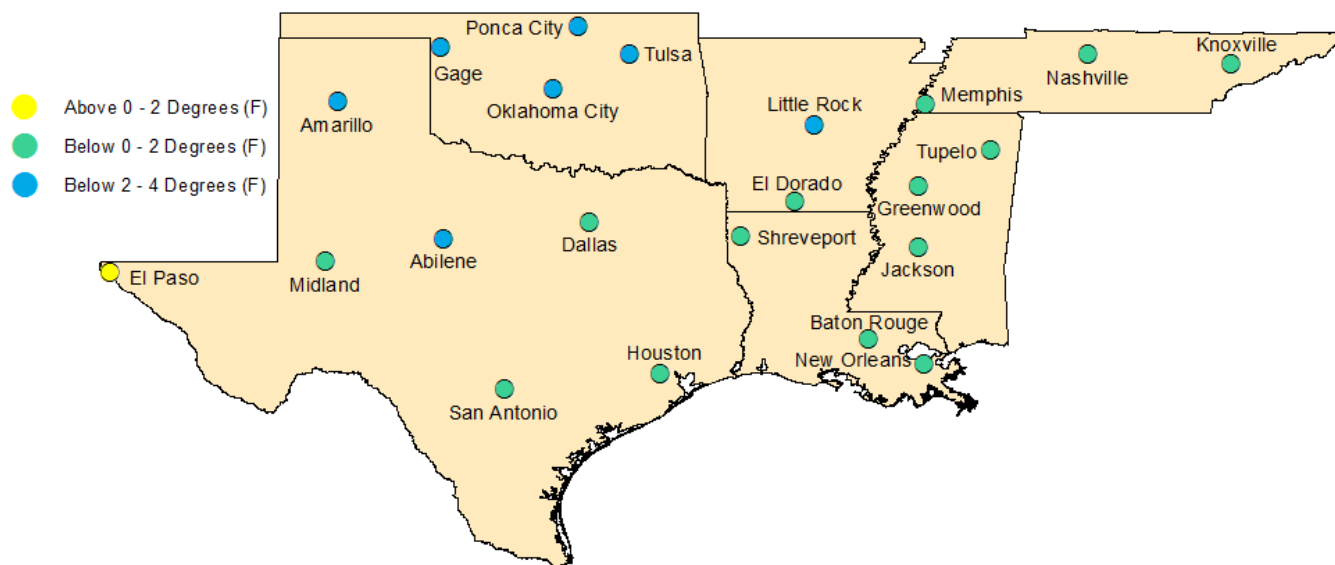 Above 0 - 2 Degrees (F)
Below 0 - 2 Degrees (F)
Below 2 - 4 Degrees (F)
Ponca City
Tulsa
Gage
Oklahoma City
Amarillo
Little Rock
Memphis
Nashville
Knoxville
Tupelo
El Dorado
Greenwood
Shreveport
Jackson
Dallas
Abilene
Midland
El Paso
Baton Rouge
New Orleans
Houston
San Antonio